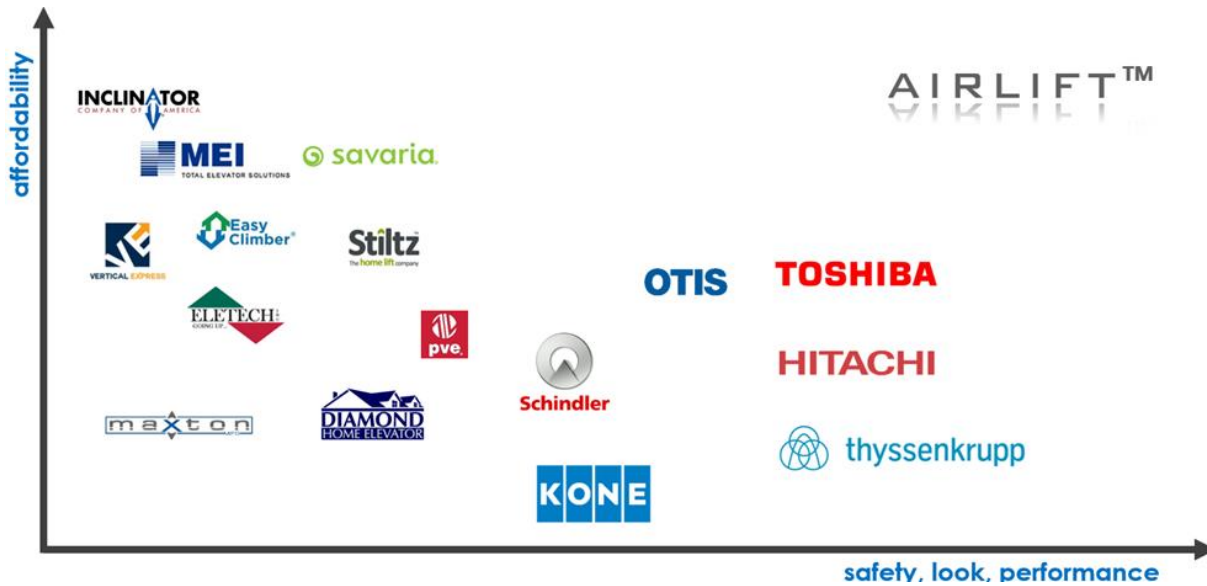 affordability
INCLINATOR
COMPANY OF AMERICA
AIRLIFT™
MEI
TOTAL ELEVATOR SOLUTIONS
savaria.
Easy
Climber®
VERTICAL EXPRESS
Stiltz
The home lift company
OTIS
TOSHIBA
ELETECH
GOING UP...
pve.
Schindler
HITACHI
maxton
DIAMOND
HOME ELEVATOR
thyssenkrupp
KONE
safety, look, performance